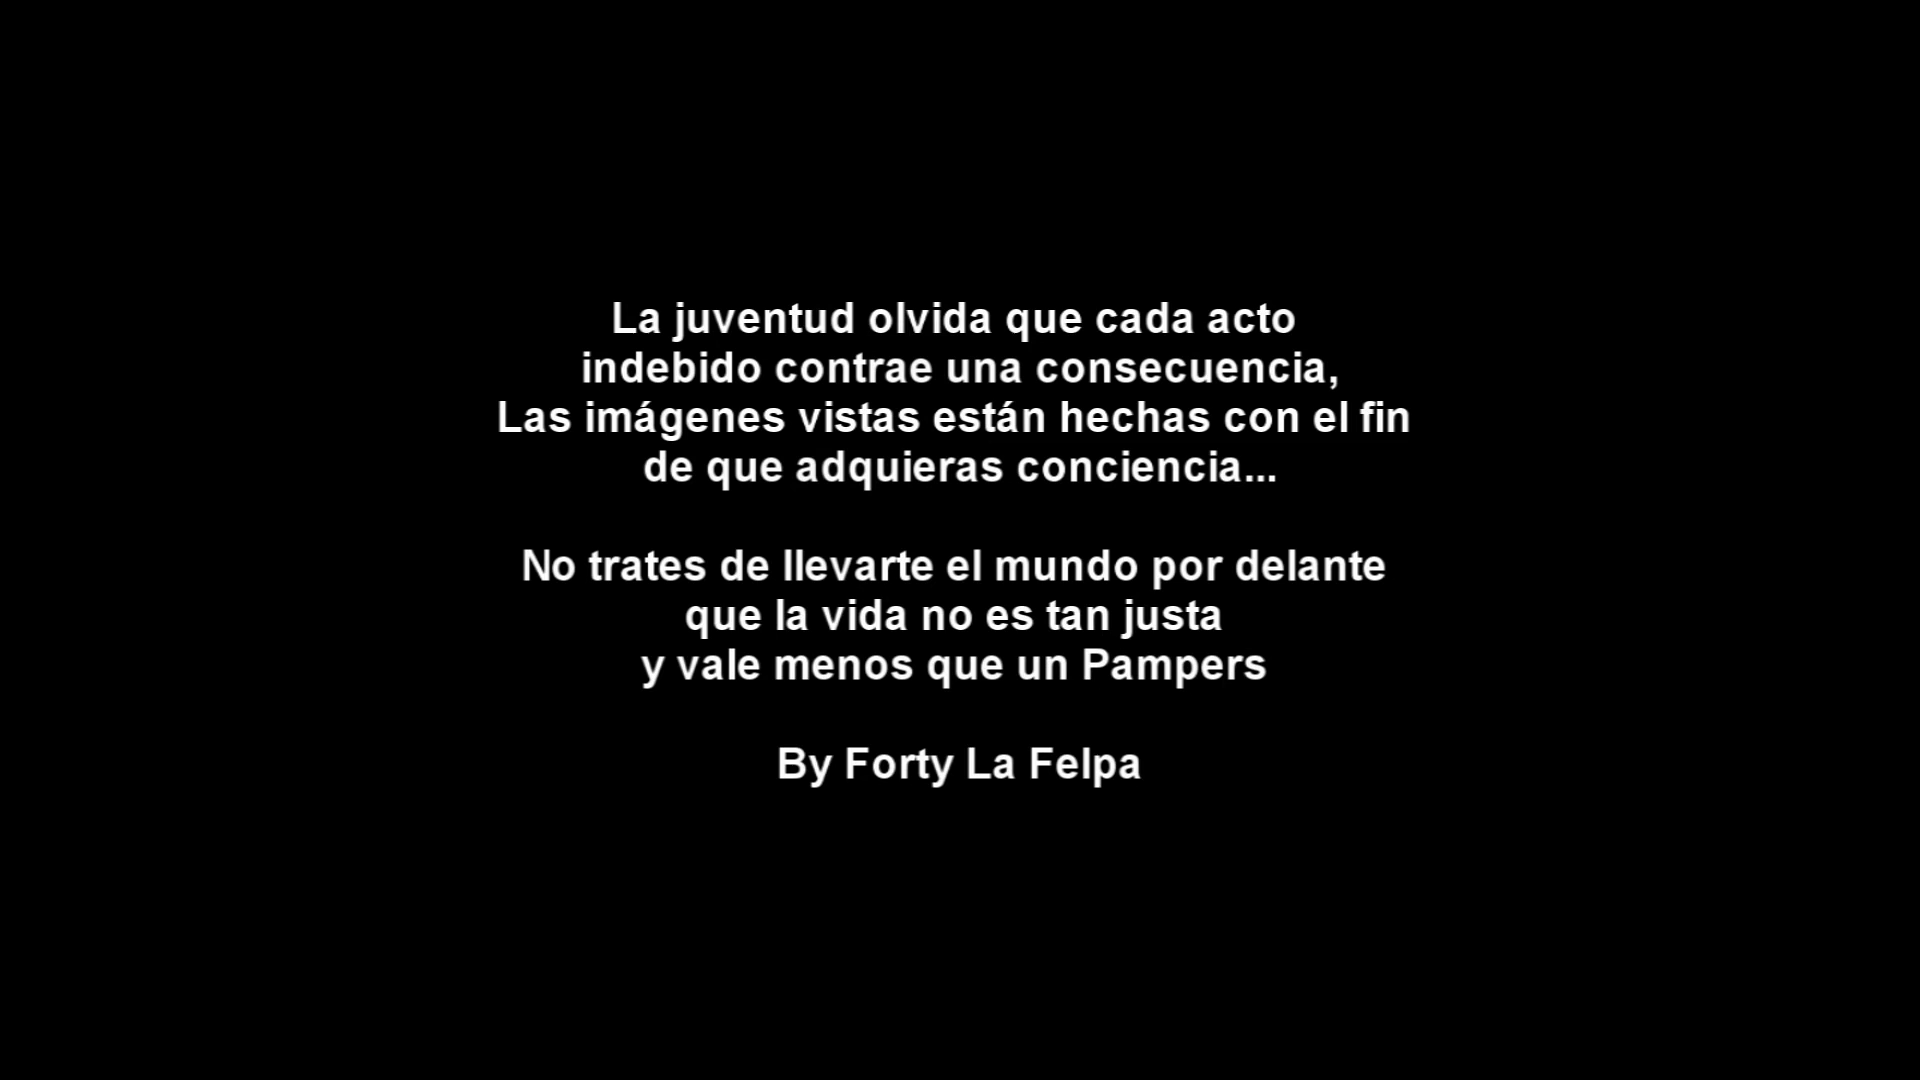 La juventud olvida que cada acto
indebido contrae una consecuencia,
Las imágenes vistas están hechas con el fin
de que adquieras conciencia...
No trates de llevarte el mundo por delante
que la vida no es tan justa
y vale menos que un Pampers
By Forty La Felpa